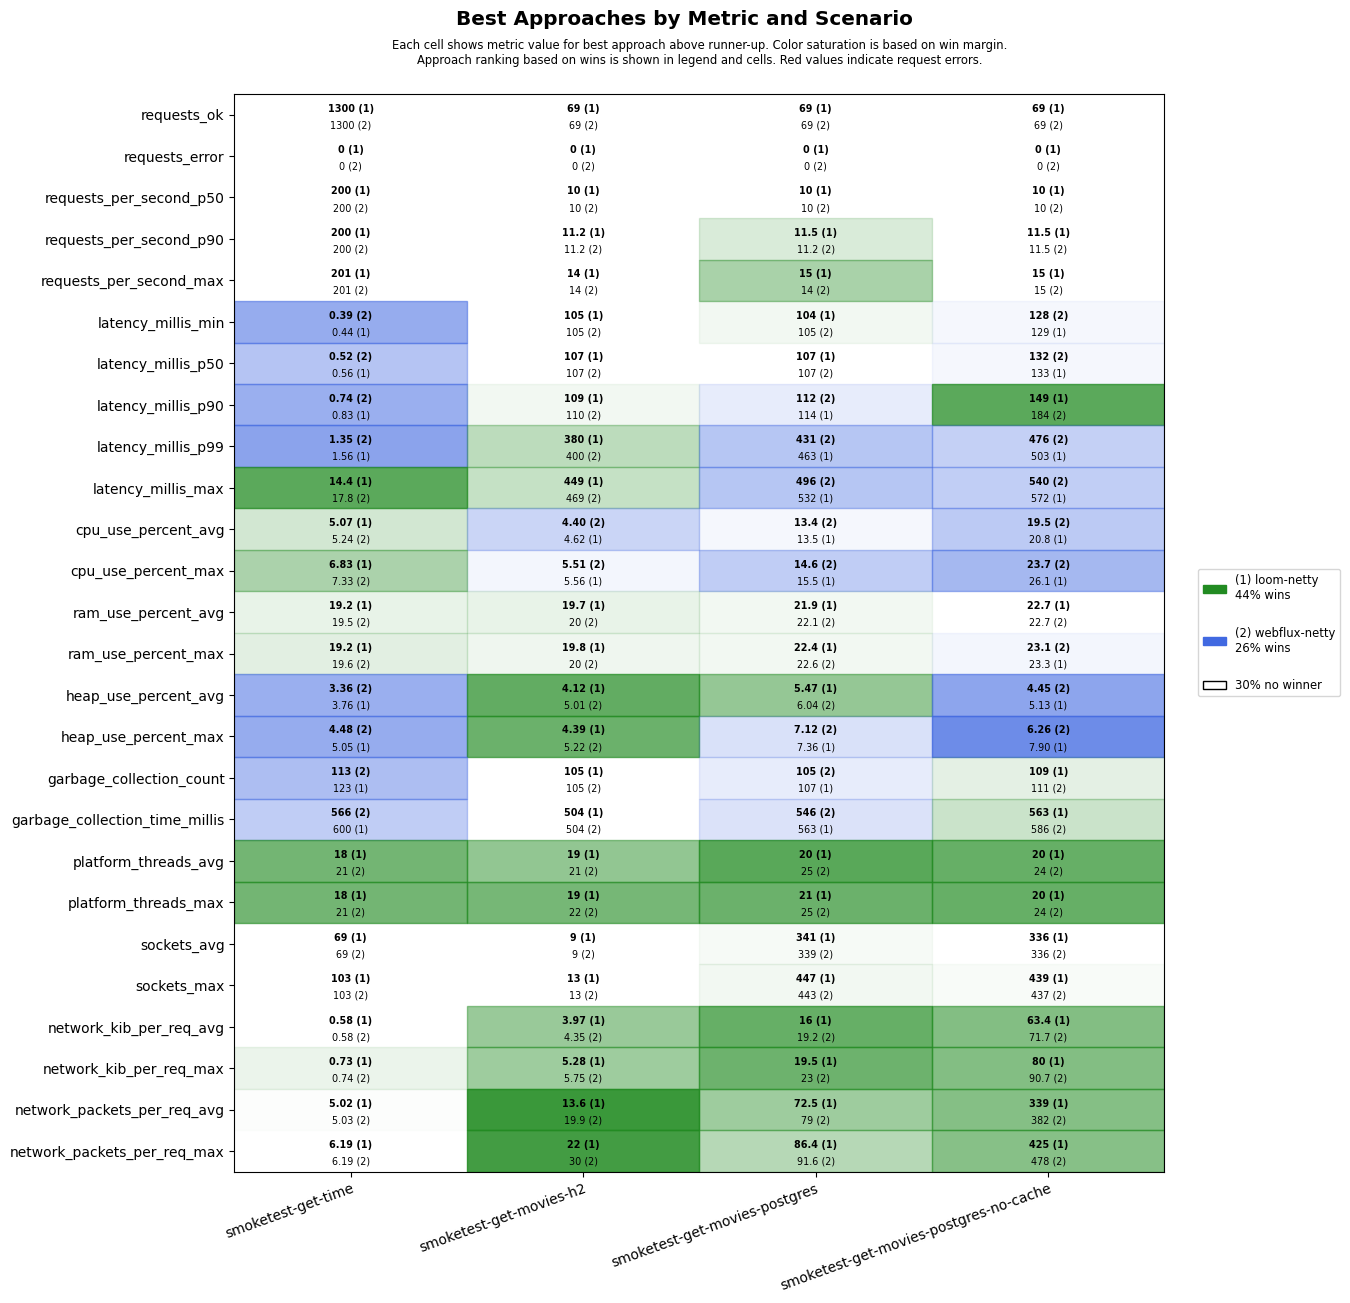 Best Approaches by Metric and Scenario
Each cell shows metric value for best approach above runner-up. Color saturation is based on win margin.
Approach ranking based on wins is shown in legend and cells. Red values indicate request errors.
requests_ok
1300 (1) 69 (1) 69 (1) 69 (1)
1300 (2) 69 (2) 69 (2) 69 (2)
requests_error
0 (1) 0 (1) 0 (1) 0 (1)
0 (2) 0 (2) 0 (2) 0 (2)
requests_per_second_p50
200 (1) 10 (1) 10 (1) 10 (1)
200 (2) 10 (2) 10 (2) 10 (2)
requests_per_second_p90
200 (1) 11.2 (1) 11.5 (1) 11.5 (1)
200 (2) 11.2 (2) 11.2 (2) 11.5 (2)
requests_per_second_max
201 (1) 14 (1) 15 (1) 15 (1)
201 (2) 14 (2) 14 (2) 15 (2)
latency_millis_min
0.39 (2) 105 (1) 104 (1) 128 (2)
0.44 (1) 105 (2) 105 (2) 129 (1)
latency_millis_p50
0.52 (2) 107 (1) 107 (1) 132 (2)
0.56 (1) 107 (2) 107 (2) 133 (1)
latency_millis_p90
0.74 (2) 109 (1) 112 (2) 149 (1)
0.83 (1) 110 (2) 114 (1) 184 (2)
latency_millis_p99
1.35 (2) 380 (1) 431 (2) 476 (2)
1.56 (1) 400 (2) 463 (1) 503 (1)
latency_millis_max
14.4 (1) 449 (1) 496 (2) 540 (2)
17.8 (2) 469 (2) 532 (1) 572 (1)
cpu_use_percent_avg
5.07 (1) 4.40 (2) 13.4 (2) 19.5 (2)
5.24 (2) 4.62 (1) 13.5 (1) 20.8 (1)
cpu_use_percent_max
6.83 (1) 5.51 (2) 14.6 (2) 23.7 (2)
7.33 (2) 5.56 (1) 15.5 (1) 26.1 (1)
ram_use_percent_avg
19.2 (1) 19.7 (1) 21.9 (1) 22.7 (1)
19.5 (2) 20 (2) 22.1 (2) 22.7 (2)
ram_use_percent_max
19.2 (1) 19.8 (1) 22.4 (1) 23.1 (2)
19.6 (2) 20 (2) 22.6 (2) 23.3 (1)
heap_use_percent_avg
3.36 (2) 4.12 (1) 5.47 (1) 4.45 (2)
3.76 (1) 5.01 (2) 6.04 (2) 5.13 (1)
heap_use_percent_max
4.48 (2) 4.39 (1) 7.12 (2) 6.26 (2)
5.05 (1) 5.22 (2) 7.36 (1) 7.90 (1)
garbage_collection_count
113 (2) 105 (1) 105 (2) 109 (1)
123 (1) 105 (2) 107 (1) 111 (2)
garbage_collection_time_millis
566 (2) 504 (1) 546 (2) 563 (1)
600 (1) 504 (2) 563 (1) 586 (2)
platform_threads_avg
18 (1) 19 (1) 20 (1) 20 (1)
21 (2) 21 (2) 25 (2) 24 (2)
platform_threads_max
18 (1) 19 (1) 21 (1) 20 (1)
21 (2) 22 (2) 25 (2) 24 (2)
sockets_avg
69 (1) 9 (1) 341 (1) 336 (1)
69 (2) 9 (2) 339 (2) 336 (2)
sockets_max
103 (1) 13 (1) 447 (1) 439 (1)
103 (2) 13 (2) 443 (2) 437 (2)
network_kib_per_req_avg
0.58 (1) 3.97 (1) 16 (1) 63.4 (1)
0.58 (2) 4.35 (2) 19.2 (2) 71.7 (2)
network_kib_per_req_max
0.73 (1) 5.28 (1) 19.5 (1) 80 (1)
0.74 (2) 5.75 (2) 23 (2) 90.7 (2)
network_packets_per_req_avg
5.02 (1) 13.6 (1) 72.5 (1) 339 (1)
5.03 (2) 19.9 (2) 79 (2) 382 (2)
network_packets_per_req_max
6.19 (1) 22 (1) 86.4 (1) 425 (1)
6.19 (2) 30 (2) 91.6 (2) 478 (2)
smoketest-get-time
smoketest-get-movies-h2
smoketest-get-movies-postgres
smoketest-get-movies-postgres-no-cache
(1) loom-netty
44% wins
(2) webflux-netty
26% wins
30% no winner